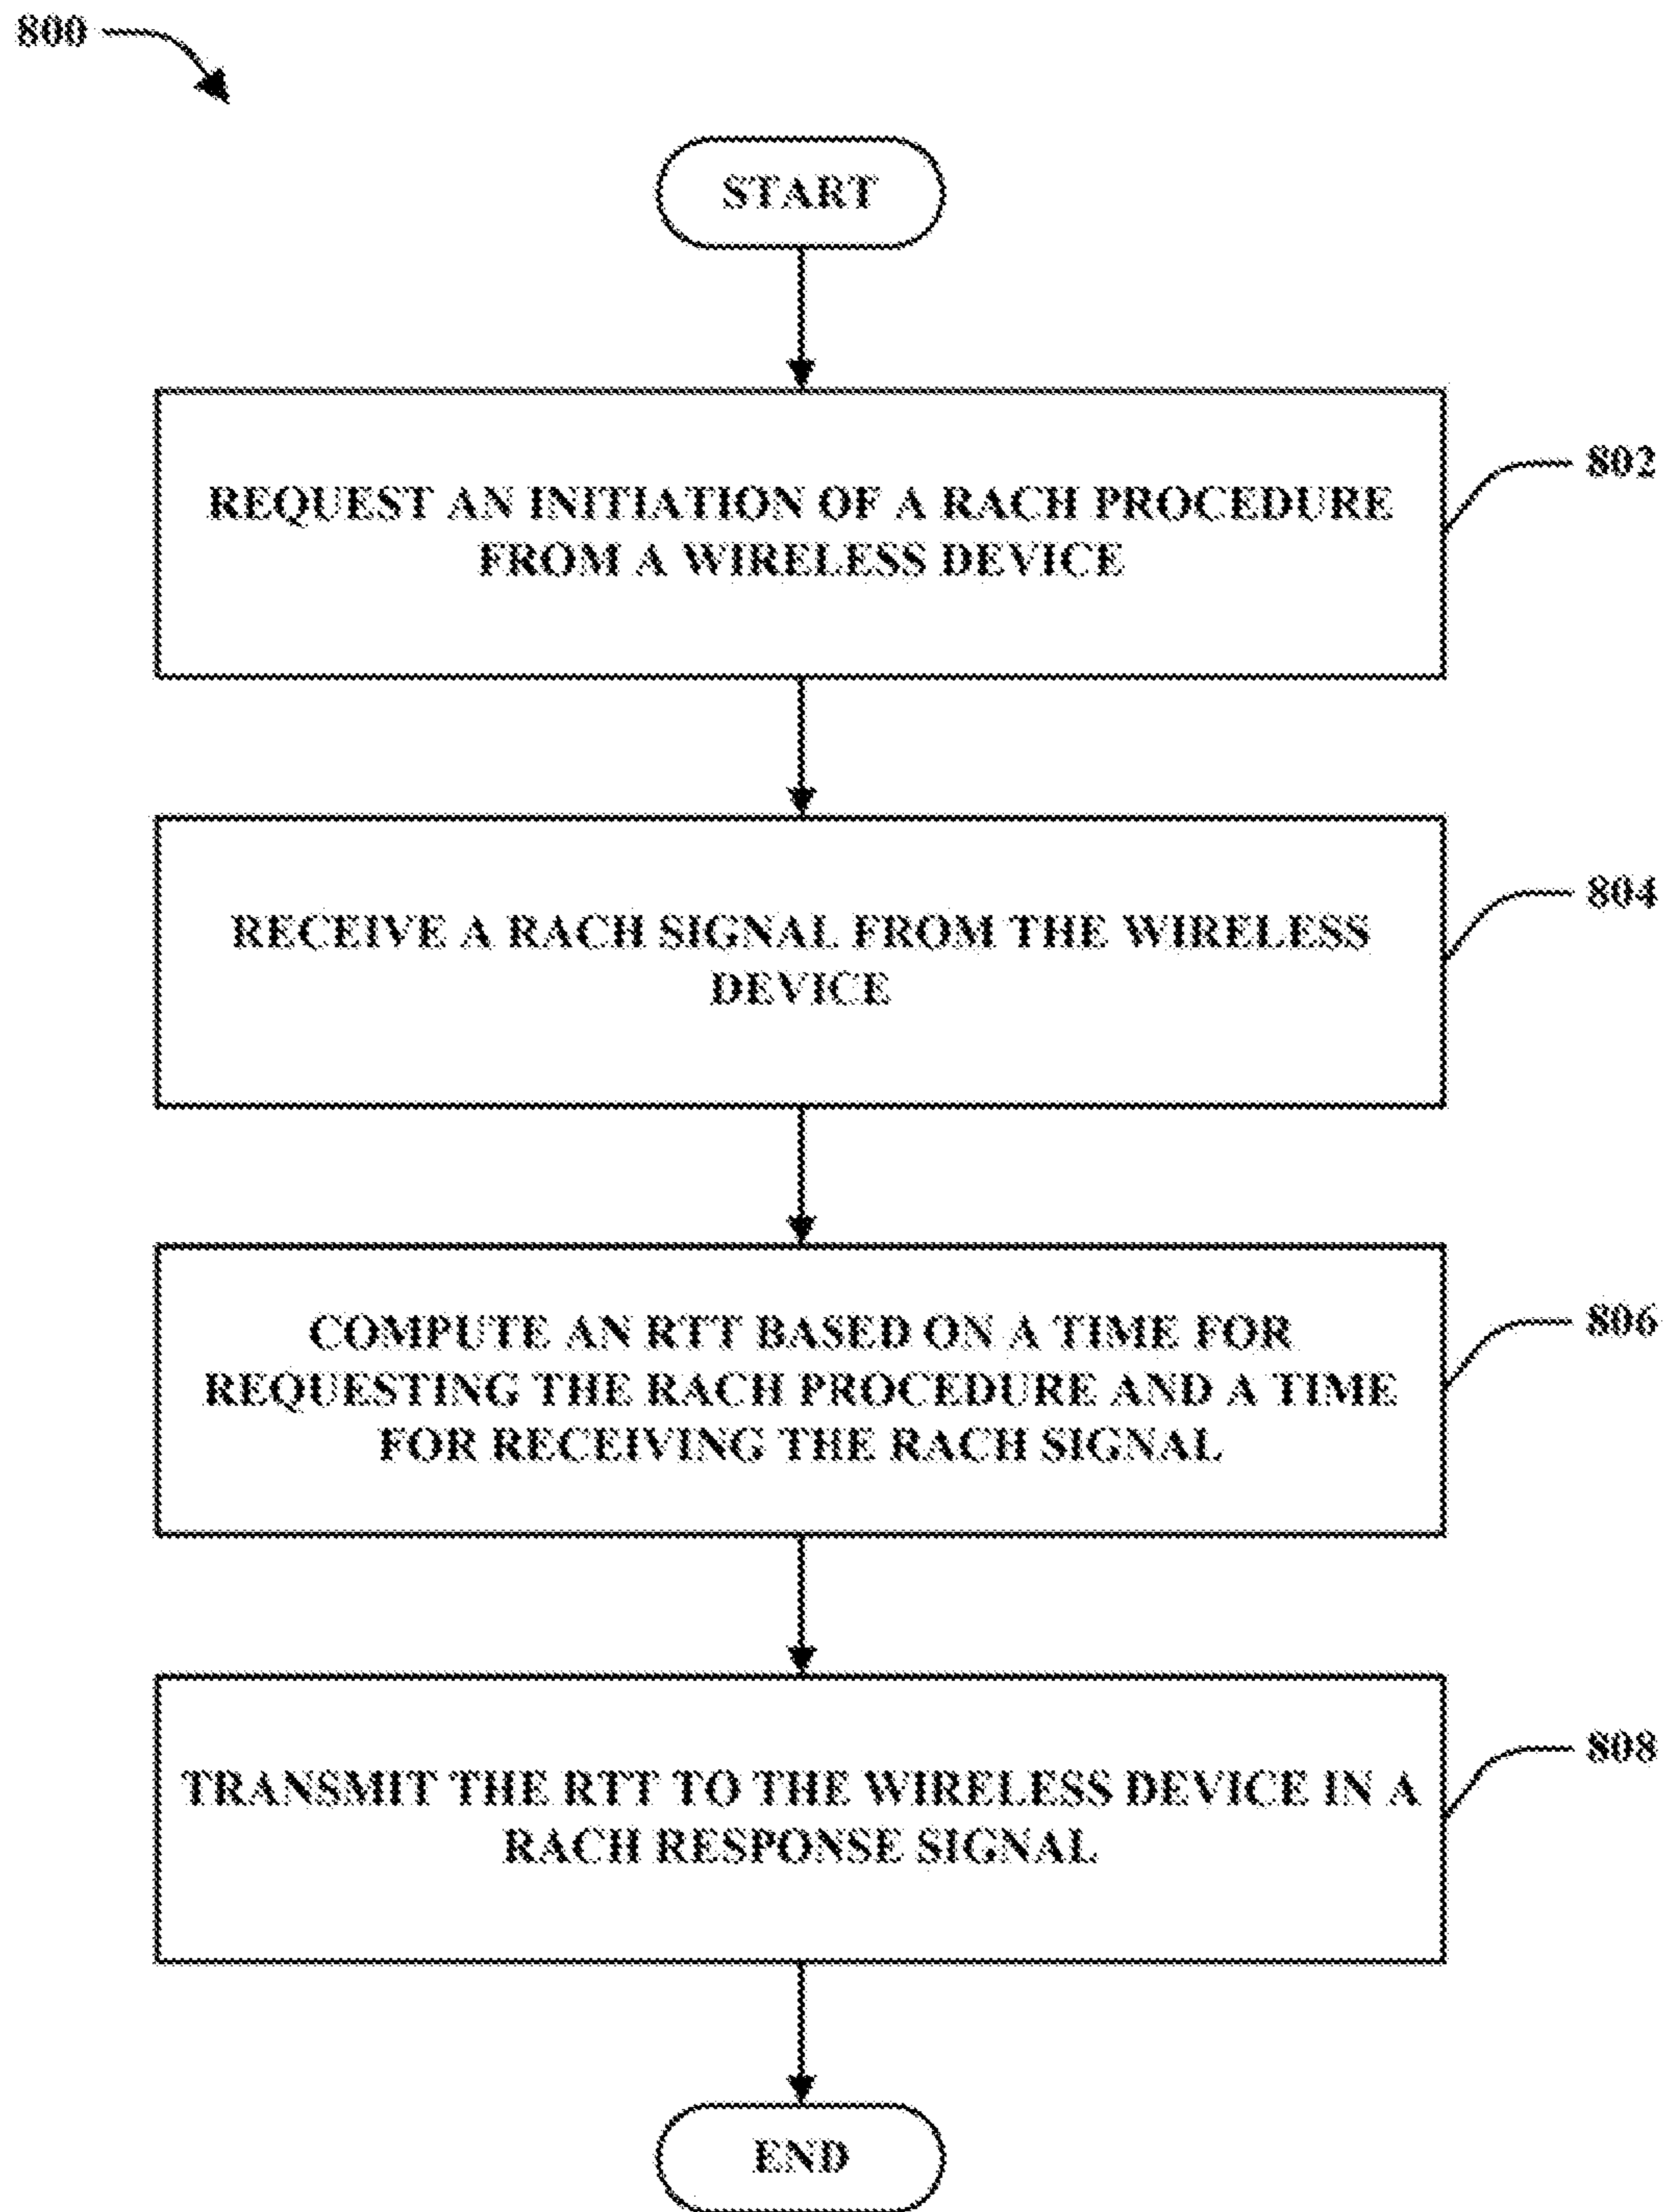 800
START
REQUEST AN INITIATION OF A RACH PROCEDURE
FROM A WIRELESS DEVICE
802
RECEIVE A RACH SIGNAL FROM THE WIRELESS
DEVICE
804
COMPUTE AN RTT BASED ON A TIME FOR
REQUESTING THE RACH PROCEDURE AND A TIME
FOR RECEIVING THE RACH SIGNAL
806
TRANSMIT THE RTT TO THE WIRELESS DEVICE IN A
RACH RESPONSE SIGNAL
808
END